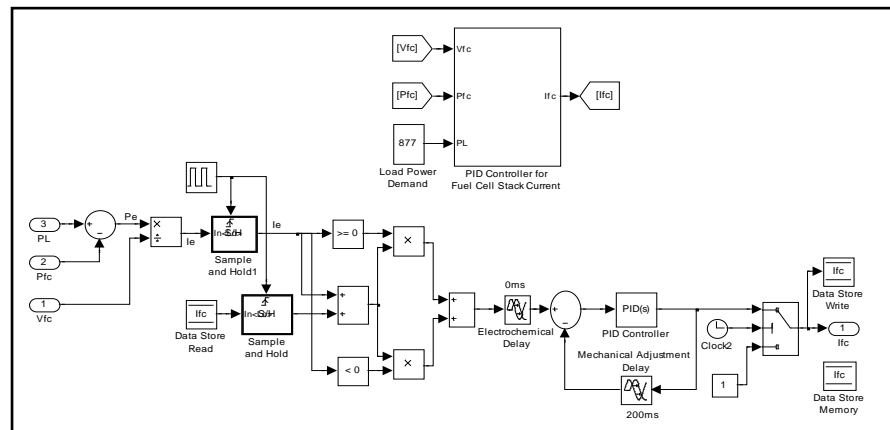 [Vfc]
Vfc
[Pfc]
Pfc
Ifc
[Ifc]
877
PL
Load Power
Demand
PID Controller for
Fuel Cell Stack Current
3
PL
+
−
Pe
×
÷
Ie
In S/H
Sample
and Hold1
Ie
>= 0
×
2
Pfc
1
Vfc
Ifc
Data Store
Read
In S/H
Sample
and Hold
+
+
< 0
×
+
+
0ms
Electrochemical
Delay
+
−
PID(s)
PID Controller
Mechanical Adjustment
Delay
200ms
Clock2
1
Ifc
Data Store
Write
1
Ifc
Ifc
Data Store
Memory